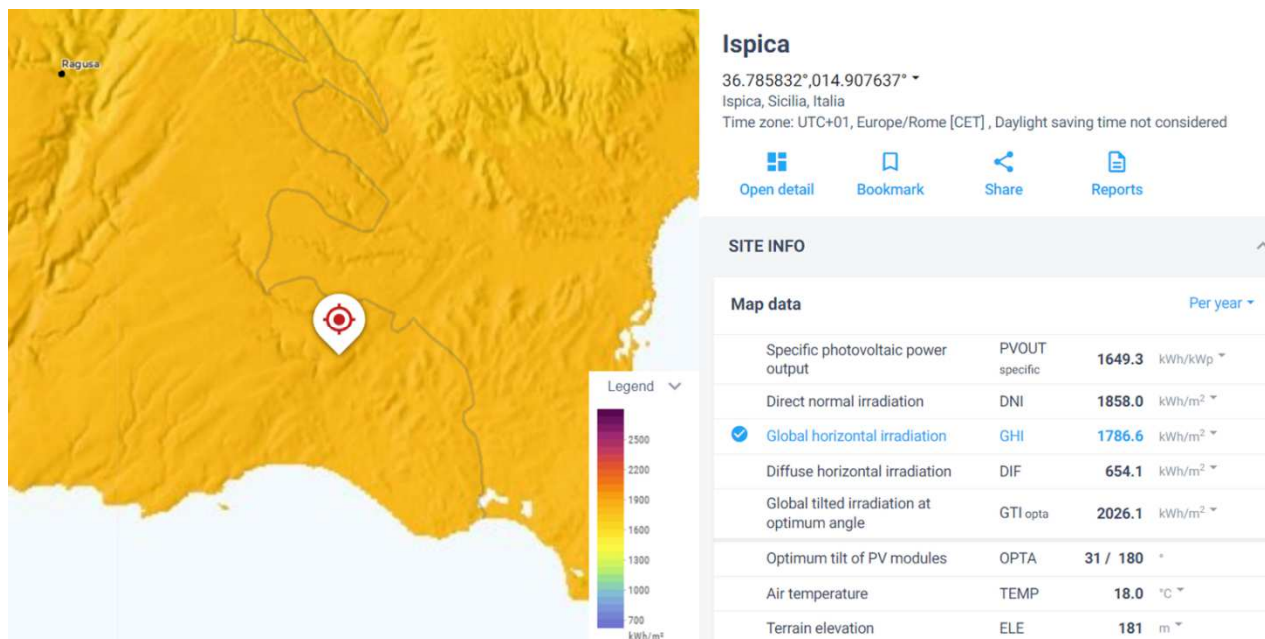 Ragusa
Legend
2500
2200
1900
1600
1300
1000
700
kWh/m²
Ispica
36.785832°,014.907637°
Ispica, Sicilia, Italia
Time zone: UTC+01, Europe/Rome [CET] , Daylight saving time not considered
Open detail Bookmark Share Reports
SITE INFO
Map data Per year
Specific photovoltaic power PVOUT
output specific 1649.3 kWh/kWp
Direct normal irradiation DNI 1858.0 kWh/m²
Global horizontal irradiation GHI 1786.6 kWh/m²
Diffuse horizontal irradiation DIF 654.1 kWh/m²
Global tilted irradiation at
optimum angle GTI opta 2026.1 kWh/m²
Optimum tilt of PV modules OPTA 31 / 180 °
Air temperature TEMP 18.0 °C
Terrain elevation ELE 181 m